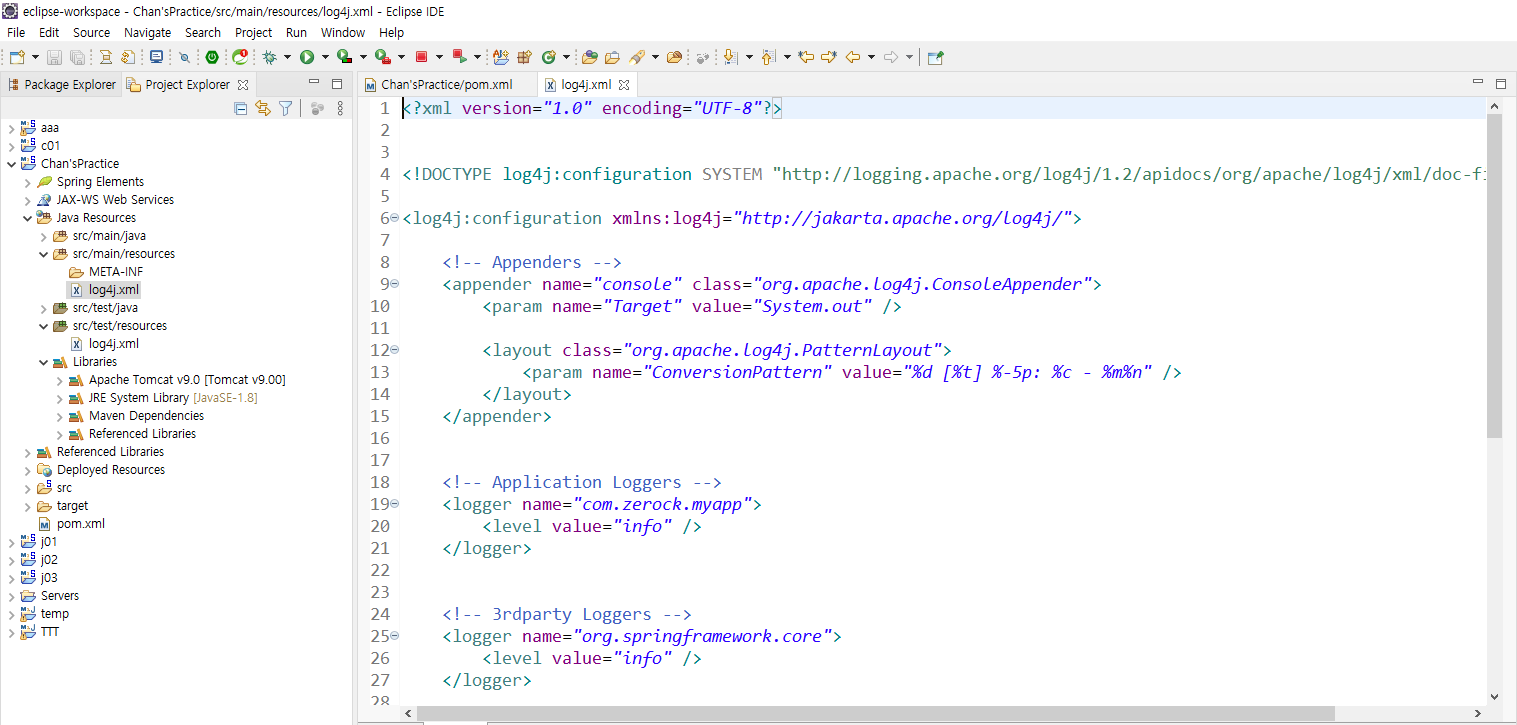 eclipse-workspace - Chan'sPractice/src/main/resources/log4j.xml - Eclipse IDE
File Edit Source Navigate Search Project Run Window Help
Package Explorer Project Explorer
aaa
c01
Chan'sPractice
Spring Elements
JAX-WS Web Services
Java Resources
src/main/java
src/main/resources
META-INF
log4j.xml
src/test/java
src/test/resources
log4j.xml
Libraries
Apache Tomcat v9.0 [Tomcat v9.00]
JRE System Library [JavaSE-1.8]
Maven Dependencies
Referenced Libraries
Referenced Libraries
Deployed Resources
src
target
pom.xml
j01
j02
j03
Servers
temp
TTT
Chan'sPractice/pom.xml log4j.xml
1 <?xml version="1.0" encoding="UTF-8"?>
2
3
4 <!DOCTYPE log4j:configuration SYSTEM "http://logging.apache.org/log4j/1.2/apidocs/org/apache/log4j/xml/doc-fi
5
6 <log4j:configuration xmlns:log4j="http://jakarta.apache.org/log4j/">
7
8 <!-- Appenders -->
9 <appender name="console" class="org.apache.log4j.ConsoleAppender">
10 <param name="Target" value="System.out" />
11
12 <layout class="org.apache.log4j.PatternLayout">
13 <param name="ConversionPattern" value="%d [%t] %-5p: %c - %m%n" />
14 </layout>
15 </appender>
16
17
18 <!-- Application Loggers -->
19 <logger name="com.zerock.myapp">
20 <level value="info" />
21 </logger>
22
23
24 <!-- 3rdparty Loggers -->
25 <logger name="org.springframework.core">
26 <level value="info" />
27 </logger>
28